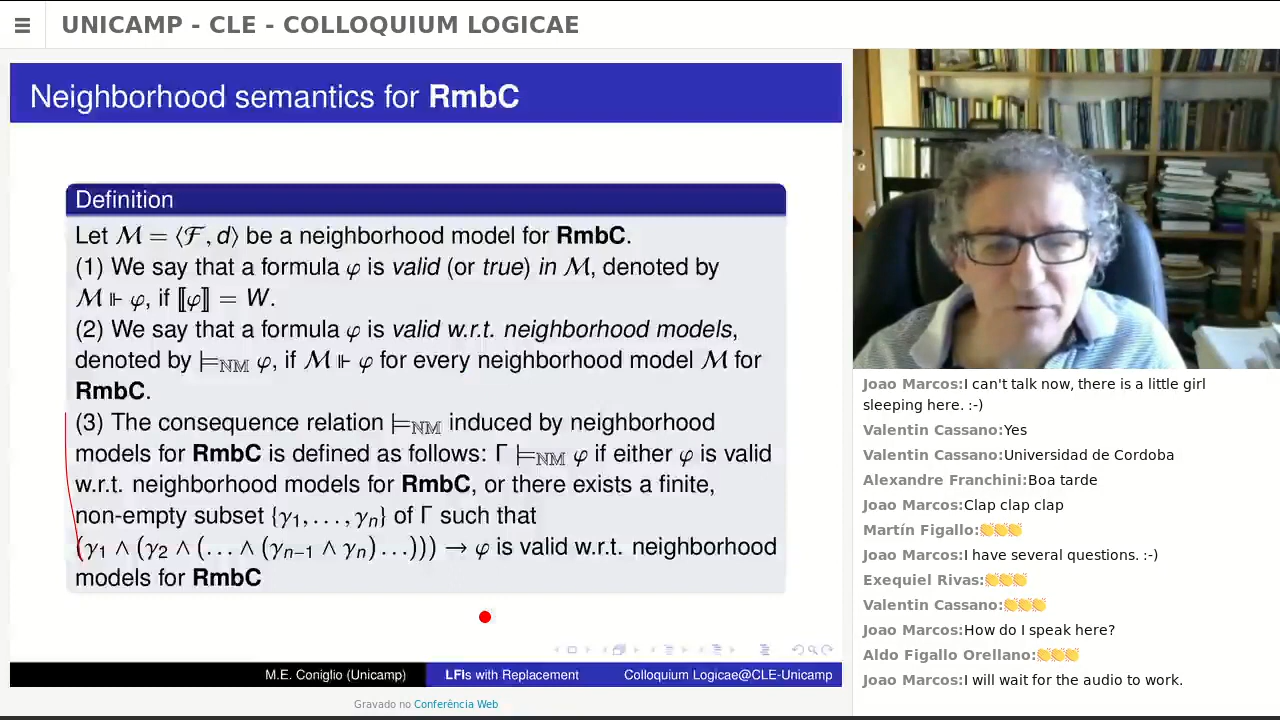 UNICAMP - CLE - COLLOQUIUM LOGICAE
Neighborhood semantics for RmbC
Definition
Let ℳ = ⟨ℱ, d⟩ be a neighborhood model for RmbC.
(1) We say that a formula φ is valid (or true) in ℳ, denoted by
ℳ ⊩ φ, if ⟦φ⟧ = W.
(2) We say that a formula φ is valid w.r.t. neighborhood models,
denoted by ⊨ℕ𝕄 φ, if ℳ ⊩ φ for every neighborhood model ℳ for
RmbC.
(3) The consequence relation ⊨ℕ𝕄 induced by neighborhood
models for RmbC is defined as follows: Γ ⊨ℕ𝕄 φ if either φ is valid
w.r.t. neighborhood models for RmbC, or there exists a finite,
non-empty subset {γ₁, . . . , γₙ} of Γ such that
(γ₁ ∧ (γ₂ ∧ (. . . ∧ (γₙ₋₁ ∧ γₙ) . . .))) → φ is valid w.r.t. neighborhood
models for RmbC
M.E. Coniglio (Unicamp) LFIs with Replacement Colloquium Logicae@CLE-Unicamp
Gravado no Conferência Web
Joao Marcos:I can't talk now, there is a little girl
sleeping here. :-)
Valentin Cassano:Yes
Valentin Cassano:Universidad de Cordoba
Alexandre Franchini:Boa tarde
Joao Marcos:Clap clap clap
Martín Figallo:👏👏👏
Joao Marcos:I have several questions. :-)
Exequiel Rivas:👏👏👏
Valentin Cassano:👏👏👏
Joao Marcos:How do I speak here?
Aldo Figallo Orellano:👏👏👏
Joao Marcos:I will wait for the audio to work.